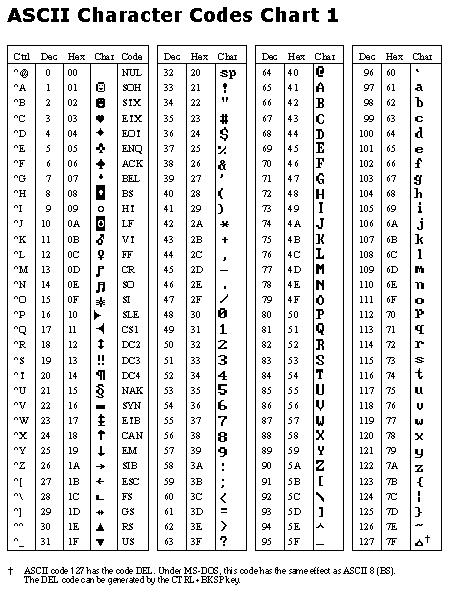 ASCII Character Codes Chart 1
Ctrl Dec Hex Char Code Dec Hex Char Dec Hex Char Dec Hex Char
^@ 0 00 NUL 32 20 sp 64 40 @ 96 60 `
^A 1 01 ☺ SOH 33 21 ! 65 41 A 97 61 a
^B 2 02 ☻ SIX 34 22 " 66 42 B 98 62 b
^C 3 03 ♥ EIX 35 23 # 67 43 C 99 63 c
^D 4 04 ♦ EOI 36 24 $ 68 44 D 100 64 d
^E 5 05 ♣ ENQ 37 25 % 69 45 E 101 65 e
^F 6 06 ♠ ACK 38 26 & 70 46 F 102 66 f
^G 7 07 • BEL 39 27 ' 71 47 G 103 67 g
^H 8 08 ◘ BS 40 28 ( 72 48 H 104 68 h
^I 9 09 ○ HI 41 29 ) 73 49 I 105 69 i
^J 10 0A ◙ LF 42 2A * 74 4A J 106 6A j
^K 11 0B ♂ VI 43 2B + 75 4B K 107 6B k
^L 12 0C ♀ FF 44 2C , 76 4C L 108 6C l
^M 13 0D ♪ CR 45 2D − 77 4D M 109 6D m
^N 14 0E ♫ SO 46 2E . 78 4E N 110 6E n
^O 15 0F ☼ SI 47 2F / 79 4F O 111 6F o
^P 16 10 ► SLE 48 30 0 80 50 P 112 70 p
^Q 17 11 ◄ CS1 49 31 1 81 51 Q 113 71 q
^R 18 12 ↕ DC2 50 32 2 82 52 R 114 72 r
^S 19 13 ‼ DC3 51 33 3 83 53 S 115 73 s
^I 20 14 ¶ DC4 52 34 4 84 54 T 116 74 t
^U 21 15 § NAK 53 35 5 85 55 U 117 75 u
^V 22 16 ▬ SYN 54 36 6 86 56 V 118 76 v
^W 23 17 ↨ EIB 55 37 7 87 57 W 119 77 w
^X 24 18 ↑ CAN 56 38 8 88 58 X 120 78 x
^Y 25 19 ↓ EM 57 39 9 89 59 Y 121 79 y
^Z 26 1A → SIB 58 3A : 90 5A Z 122 7A z
^[ 27 1B ← ESC 59 3B ; 91 5B [ 123 7B {
^\ 28 1C ∟ FS 60 3C < 92 5C \ 124 7C ¦
^] 29 1D ↔ GS 61 3D = 93 5D ] 125 7D }
^^ 30 1E ▲ RS 62 3E > 94 5E ^ 126 7E ~
^_ 31 1F ▼ US 63 3F ? 95 5F _ 127 7F ⌂†
† ASCII code 127 has the code DEL. Under MS-DOS, this code has the same effect as ASCII 8 (BS).
The DEL code can be generated by the CTRL+BKSP key.